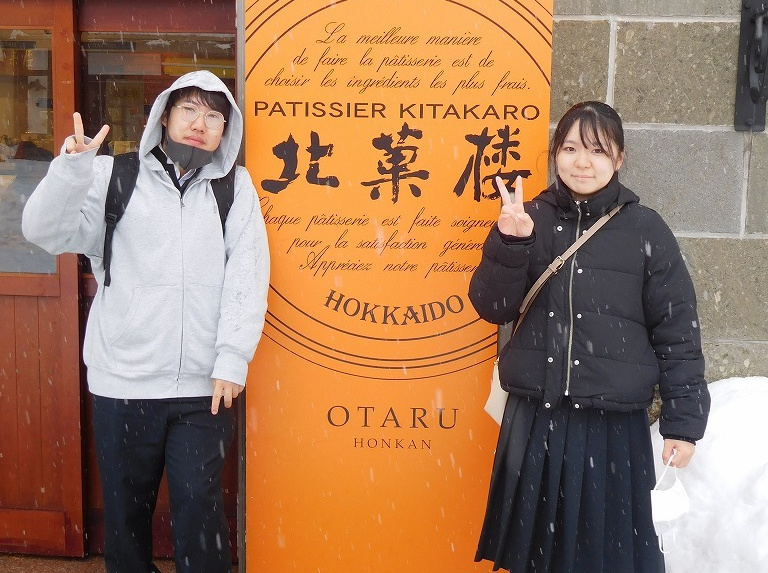 La meilleure manière
de faire la pâtisserie est de
choisir les ingrédients les plus frais.
PATISSIER KITAKARO
北菓楼
Chaque pâtisserie est faite
pour la satisfaction
Appréciez notre
HOKKAIDO
OTARU
HONKAN